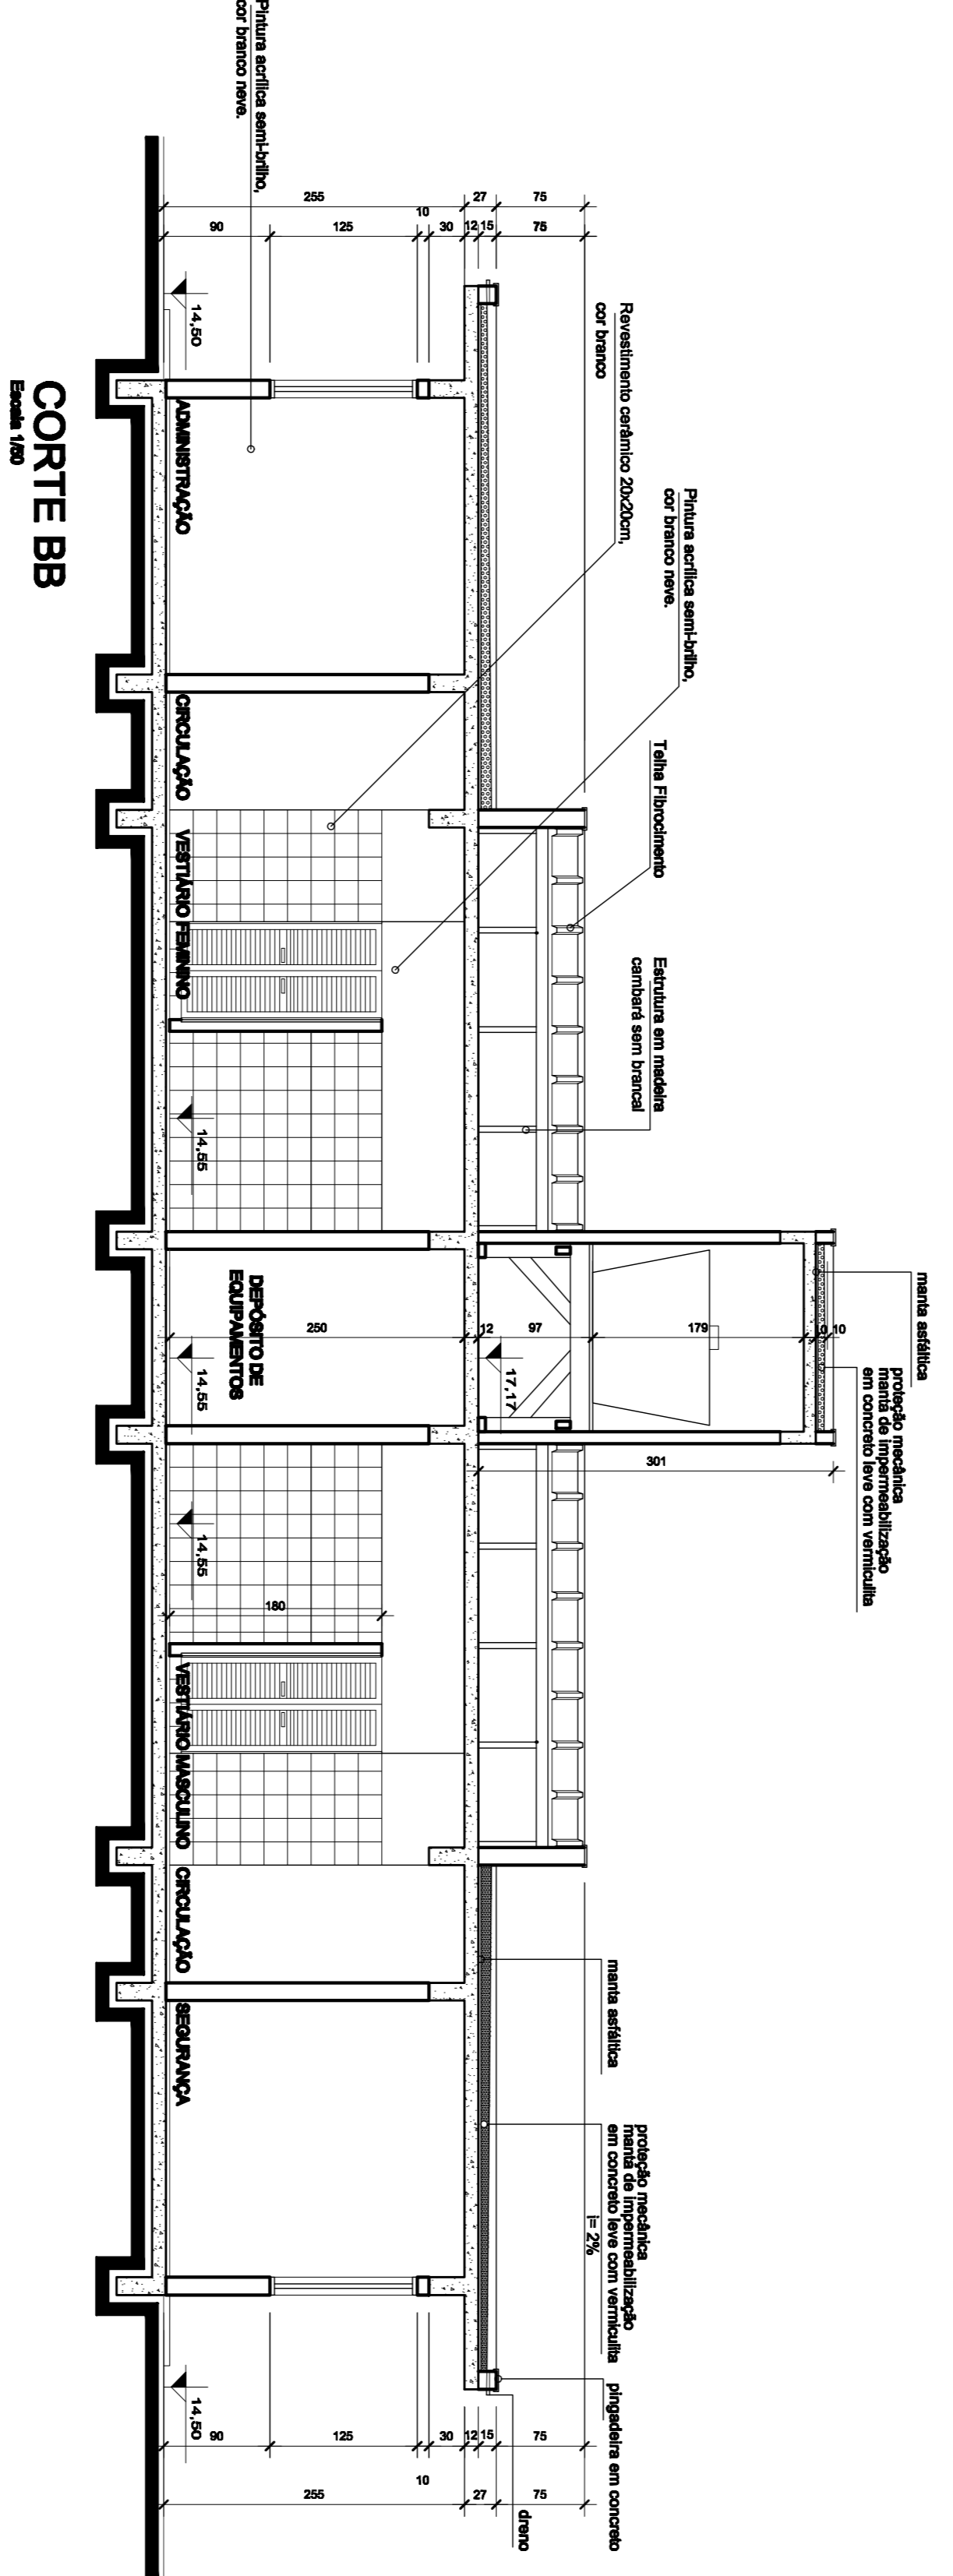 manta asfáltica
proteção mecânica
manta de impermeabilização
em concreto leve com vermiculita
10
179
97
12
250
17,17
301
DEPÓSITO DE
EQUIPAMENTOS
14,55
Pintura acrílica semi-brilho,
cor branco neve.
Telha Fibrocimento
Estrutura em madeira
cambará sem brancal
Revestimento cerâmico 20x20cm,
cor branco
manta asfáltica
proteção mecânica
manta de impermeabilização
em concreto leve com vermiculita
i= 2%
pingadeira em concreto
dreno
75
27
255
75
15
12
30
10
125
90
75
27
255
75
15
12
30
10
125
90
180
Pintura acrílica semi-brilho,
cor branco neve.
14,50
ADMINISTRAÇÃO
CIRCULAÇÃO
VESTIÁRIO FEMININO
14,55
14,55
VESTIÁRIO MASCULINO
CIRCULAÇÃO
SEGURANÇA
14,50
CORTE BB
Escala 1/50